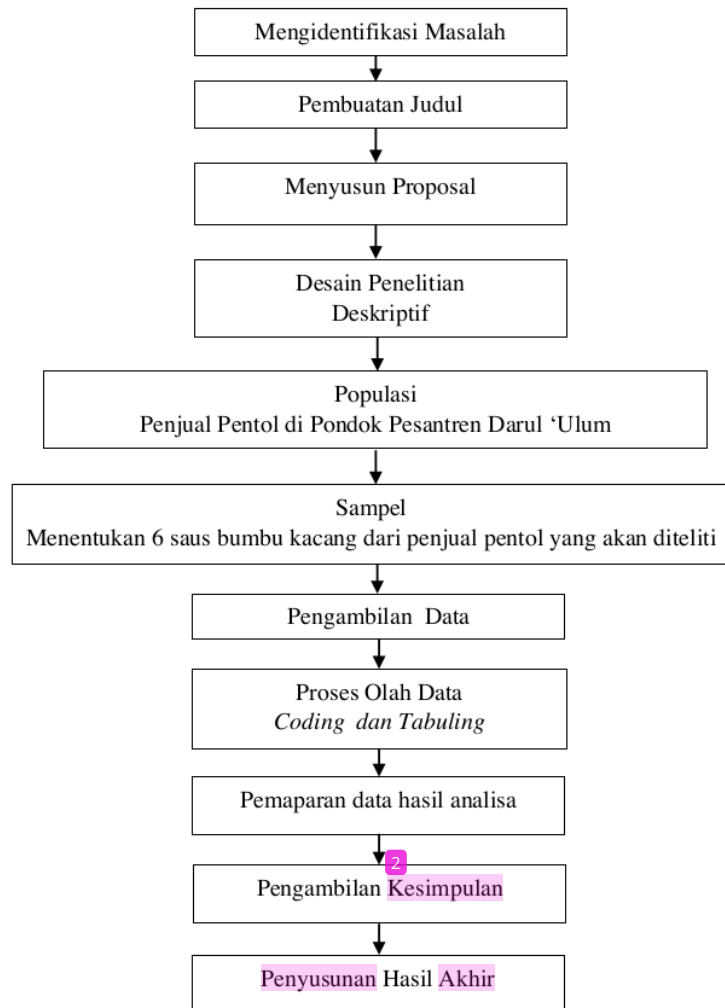 Mengidentifikasi Masalah
Pembuatan Judul
Menyusun Proposal
Desain Penelitian
Deskriptif
Populasi
Penjual Pentol di Pondok Pesantren Darul ‘Ulum
Sampel
Menentukan 6 saus bumbu kacang dari penjual pentol yang akan diteliti
Pengambilan Data
Proses Olah Data
Coding dan Tabuling
Pemaparan data hasil analisa
2
Pengambilan Kesimpulan
Penyusunan Hasil Akhir